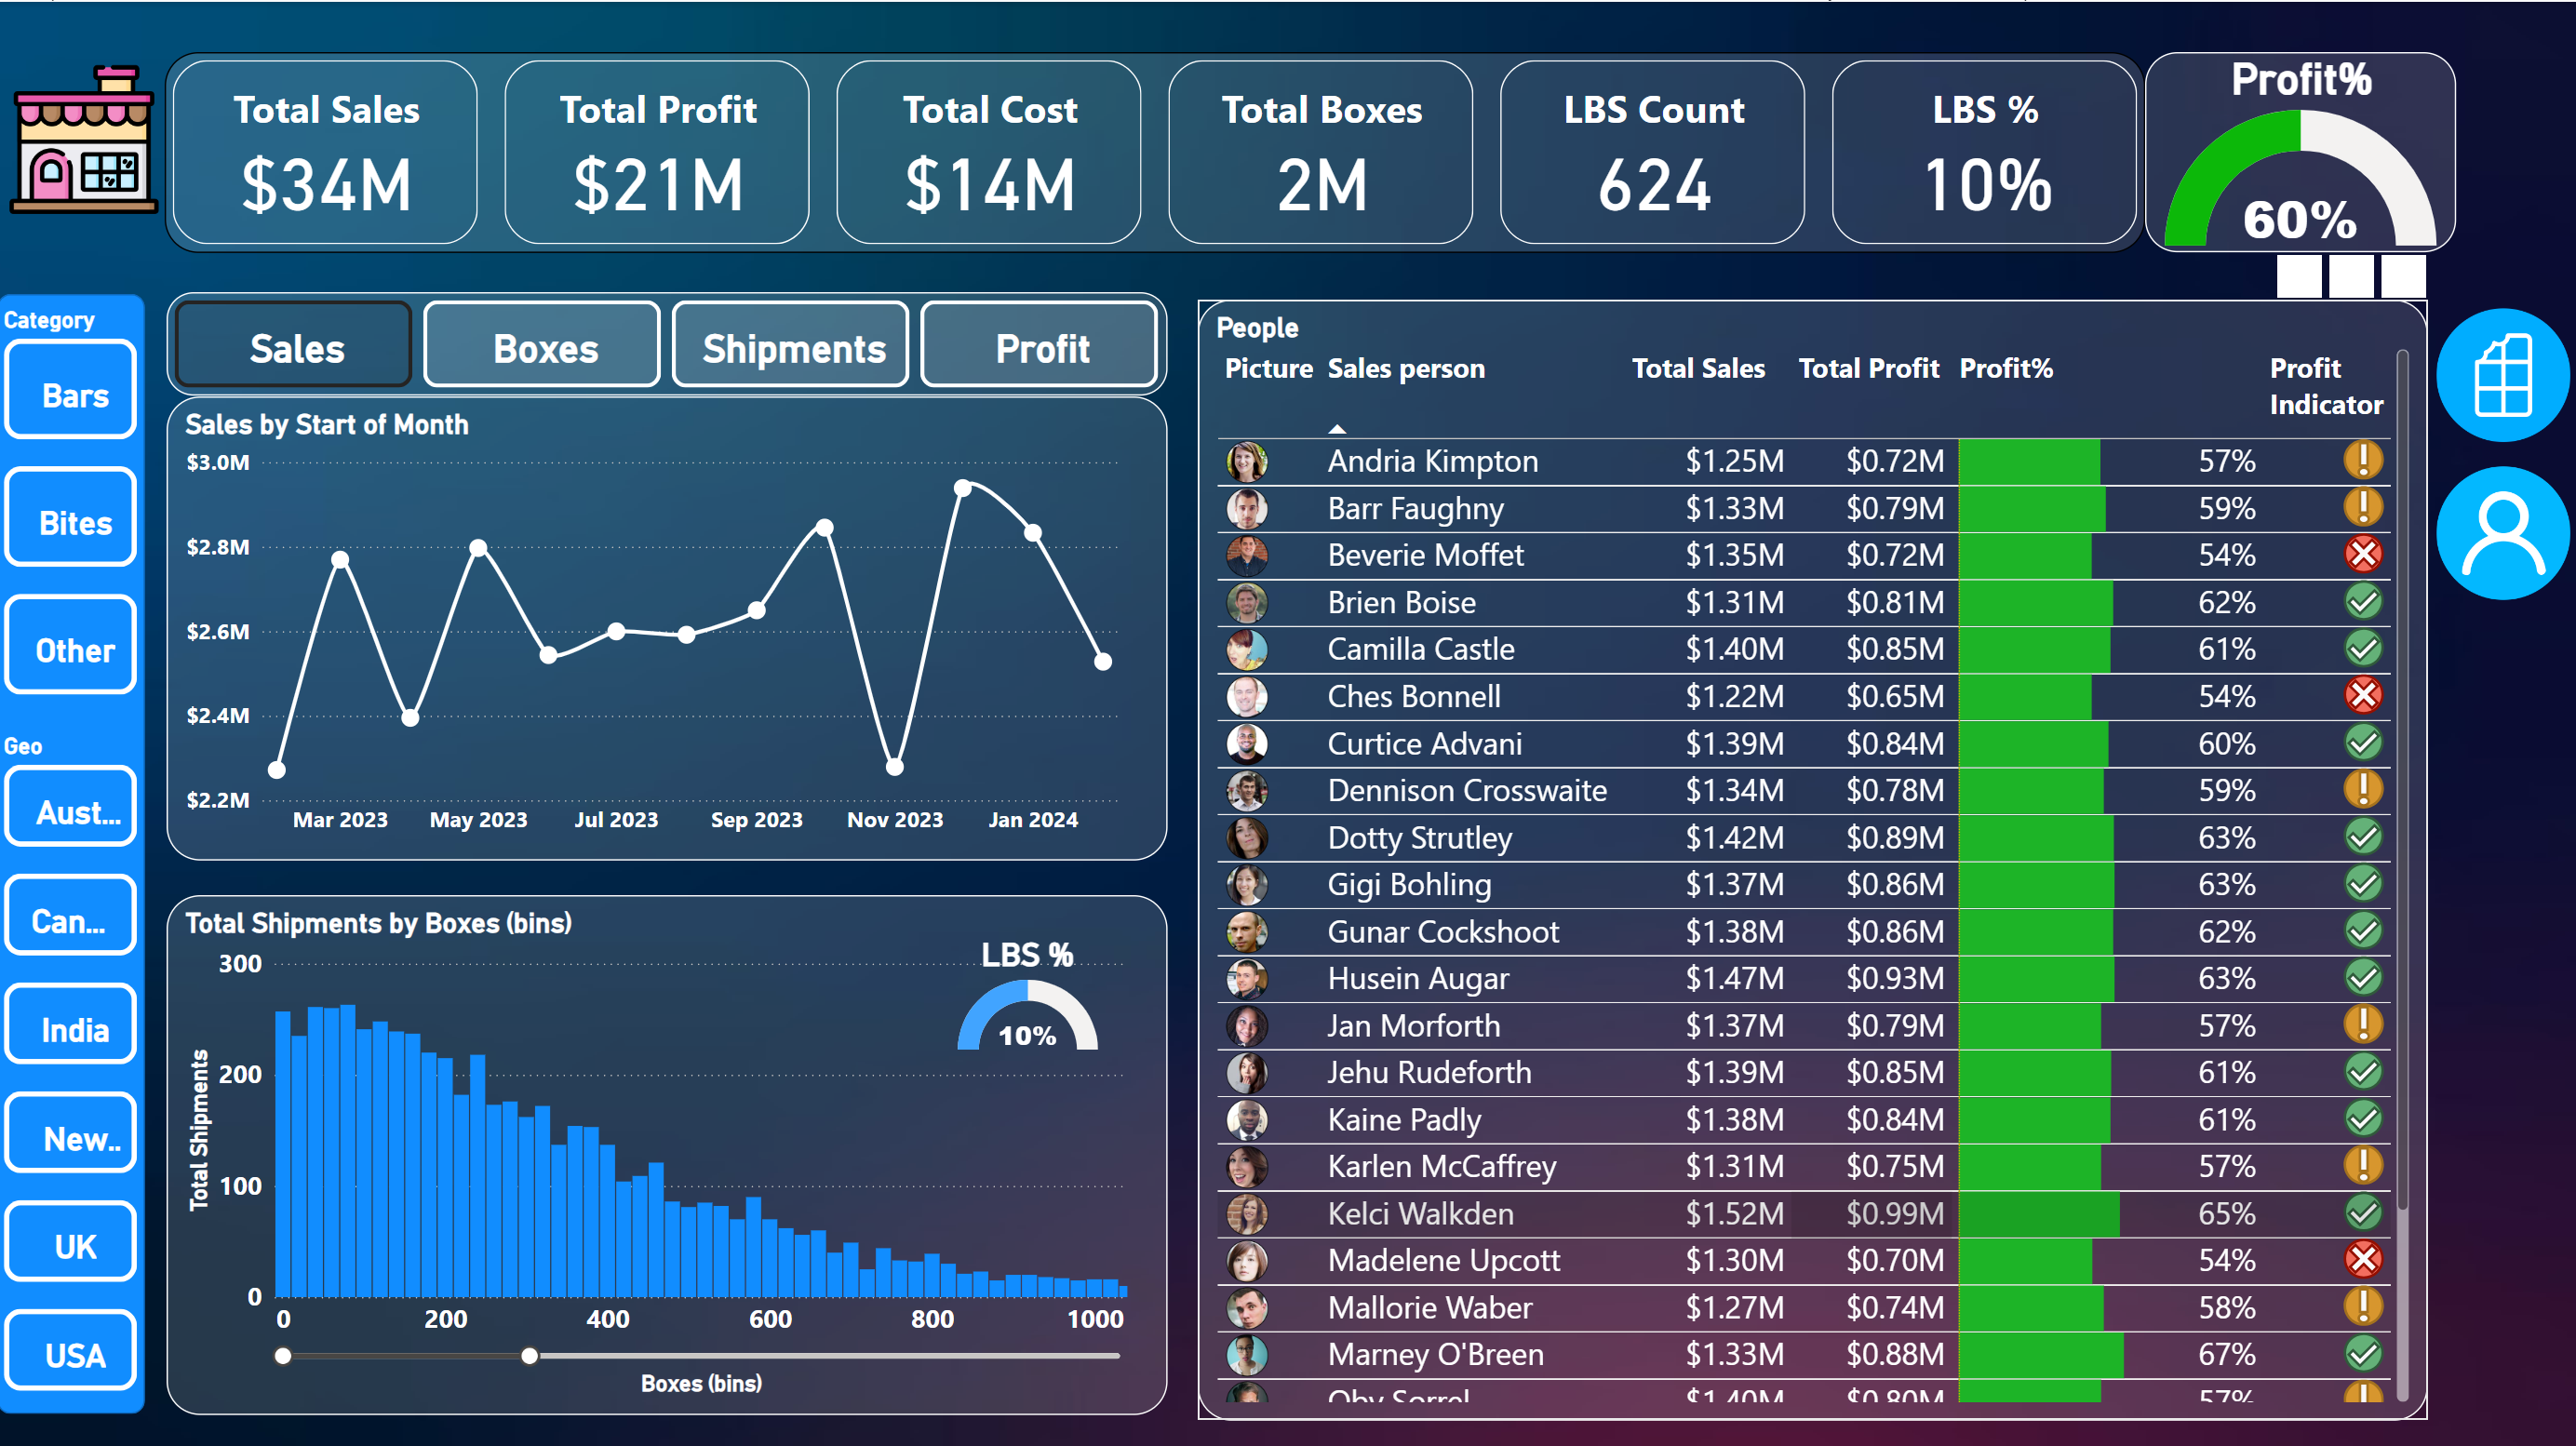 Total Sales
$34M
Total Profit
$21M
Total Cost
$14M
Total Boxes
2M
LBS Count
624
LBS %
10%
Profit%
60%
Category
Bars
Bites
Other
Geo
Aust...
Can...
India
New..
UK
USA
Sales Boxes Shipments Profit
Sales by Start of Month
$3.0M
$2.8M
$2.6M
$2.4M
$2.2M
Mar 2023 May 2023 Jul 2023 Sep 2023 Nov 2023 Jan 2024
Total Shipments by Boxes (bins)
LBS %
10%
Total Shipments
300
200
100
0
0 200 400 600 800 1000
Boxes (bins)
People
Picture Sales person Total Sales Total Profit Profit% Profit
Indicator
Andria Kimpton $1.25M $0.72M 57%
Barr Faughny $1.33M $0.79M 59%
Beverie Moffet $1.35M $0.72M 54%
Brien Boise $1.31M $0.81M 62%
Camilla Castle $1.40M $0.85M 61%
Ches Bonnell $1.22M $0.65M 54%
Curtice Advani $1.39M $0.84M 60%
Dennison Crosswaite $1.34M $0.78M 59%
Dotty Strutley $1.42M $0.89M 63%
Gigi Bohling $1.37M $0.86M 63%
Gunar Cockshoot $1.38M $0.86M 62%
Husein Augar $1.47M $0.93M 63%
Jan Morforth $1.37M $0.79M 57%
Jehu Rudeforth $1.39M $0.85M 61%
Kaine Padly $1.38M $0.84M 61%
Karlen McCaffrey $1.31M $0.75M 57%
Kelci Walkden $1.52M $0.99M 65%
Madelene Upcott $1.30M $0.70M 54%
Mallorie Waber $1.27M $0.74M 58%
Marney O'Breen $1.33M $0.88M 67%
Oby Sorrel $1.40M $0.80M 57%